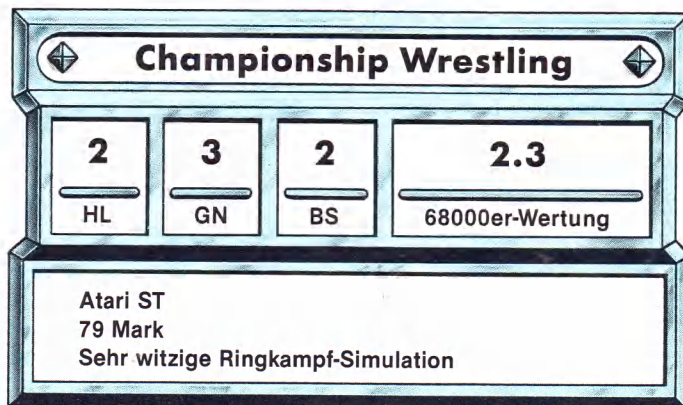 Championship Wrestling
2 3 2 2.3
HL GN BS 68000er-Wertung
Atari ST
79 Mark
Sehr witzige Ringkampf-Simulation